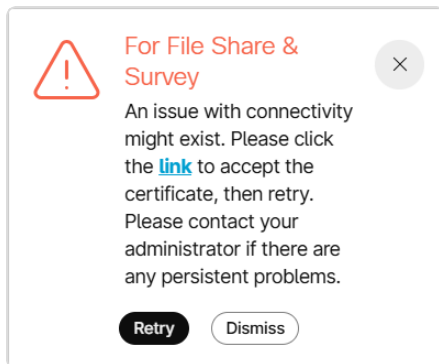 For File Share &
Survey
An issue with connectivity
might exist. Please click
the link to accept the
certificate, then retry.
Please contact your
administrator if there are
any persistent problems.
Retry
Dismiss